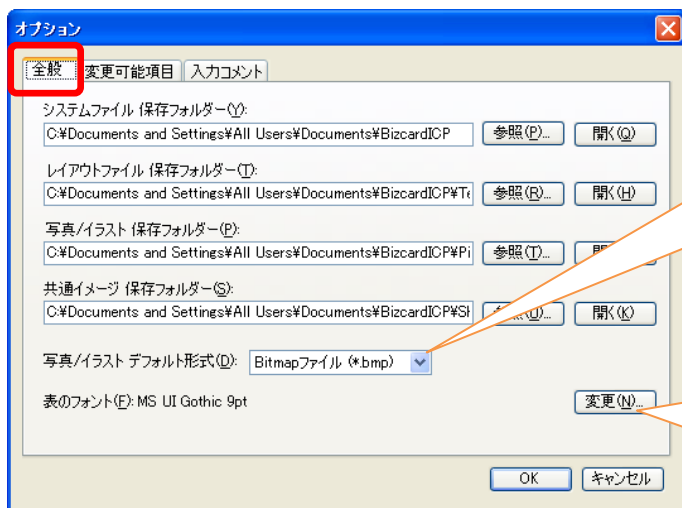 オプション
全般 変更可能項目 入力コメント
システムファイル 保存フォルダー(Y):
C:¥Documents and Settings¥All Users¥Documents¥BizcardICP 参照(P)... 開く(Q)
レイアウトファイル 保存フォルダー(T):
C:¥Documents and Settings¥All Users¥Documents¥BizcardICP¥Te 参照(R)... 開く(H)
写真/イラスト 保存フォルダー(P):
C:¥Documents and Settings¥All Users¥Documents¥BizcardICP¥Pi 参照(T)...
共通イメージ 保存フォルダー(S):
C:¥Documents and Settings¥All Users¥Documents¥BizcardICP¥Sh 開く(K)
写真/イラスト デフォルト形式(D): Bitmapファイル (*.bmp)
表のフォント(F): MS UI Gothic 9pt 変更(N)...
OK キャンセル